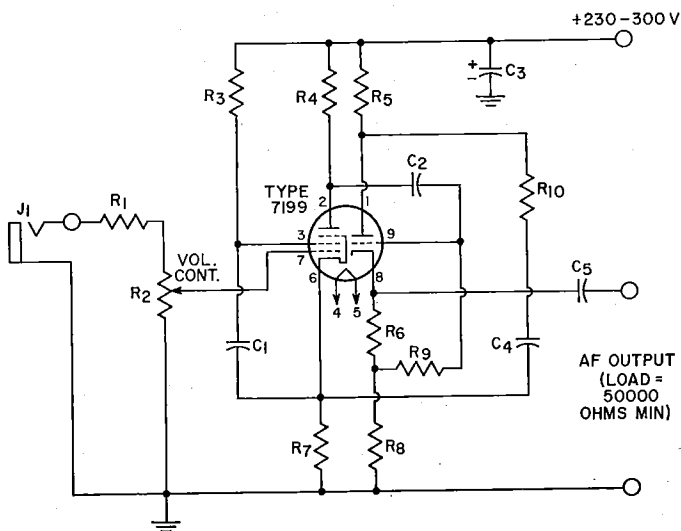 +230-300 V
C3
R3
R4
R5
C2
R10
TYPE
7199
2
1
J1
R1
3
7
9
VOL.
CONT.
6
8
R2
4
5
C5
R6
C1
R9
C4
AF OUTPUT
(LOAD =
50000
OHMS MIN)
R7
R8